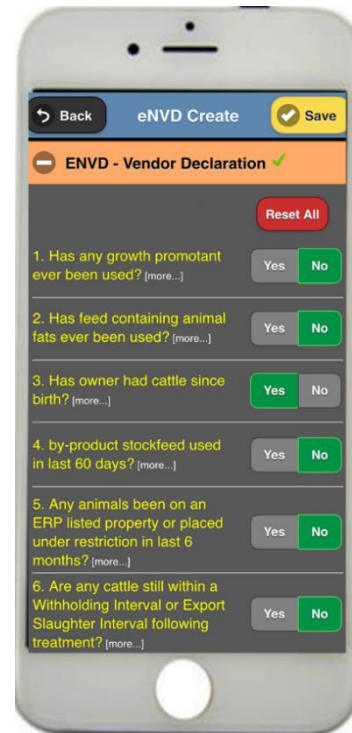 Back eNVD Create Save
ENVD - Vendor Declaration
Reset All
1. Has any growth promotant
ever been used? [more...]
Yes No
2. Has feed containing animal
fats ever been used? [more...]
Yes No
3. Has owner had cattle since
birth? [more...]
Yes No
4. by-product stockfeed used
in last 60 days? [more...]
Yes No
5. Any animals been on an
ERP listed property or placed
under restriction in last 6
months? [more...]
Yes No
6. Are any cattle still within a
Withholding Interval or Export
Slaughter Interval following
treatment? [more...]
Yes No